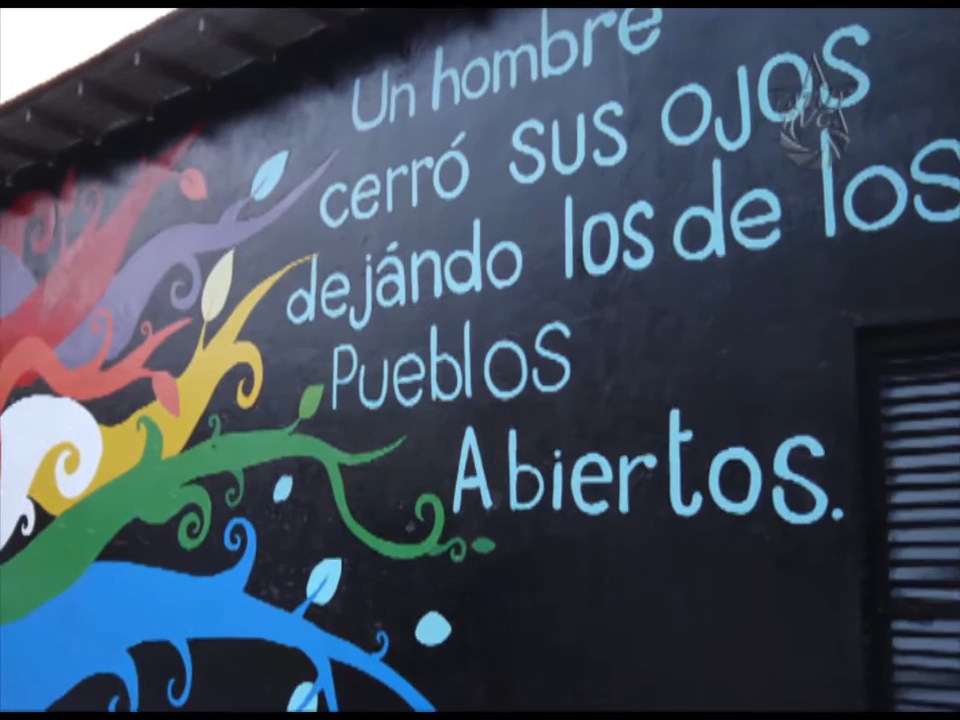 Un hombre
cerró sus ojos
dejándo los de los
Pueblos
Abiertos.